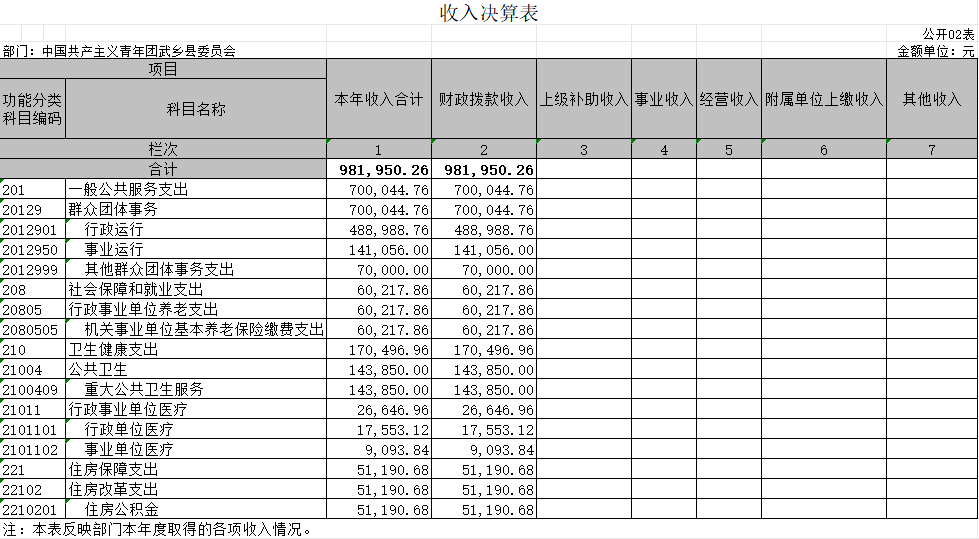 收入决算表
公开02表
部门：中国共产主义青年团武乡县委员会 金额单位：元
项目 本年收入合计 财政拨款收入 上级补助收入 事业收入 经营收入 附属单位上缴收入 其他收入
功能分类科目编码 科目名称
栏次 1 2 3 4 5 6 7
合计 981,950.26 981,950.26
201 一般公共服务支出 700,044.76 700,044.76
20129 群众团体事务 700,044.76 700,044.76
2012901 行政运行 488,988.76 488,988.76
2012950 事业运行 141,056.00 141,056.00
2012999 其他群众团体事务支出 70,000.00 70,000.00
208 社会保障和就业支出 60,217.86 60,217.86
20805 行政事业单位养老支出 60,217.86 60,217.86
2080505 机关事业单位基本养老保险缴费支出 60,217.86 60,217.86
210 卫生健康支出 170,496.96 170,496.96
21004 公共卫生 143,850.00 143,850.00
2100409 重大公共卫生服务 143,850.00 143,850.00
21011 行政事业单位医疗 26,646.96 26,646.96
2101101 行政单位医疗 17,553.12 17,553.12
2101102 事业单位医疗 9,093.84 9,093.84
221 住房保障支出 51,190.68 51,190.68
22102 住房改革支出 51,190.68 51,190.68
2210201 住房公积金 51,190.68 51,190.68
注：本表反映部门本年度取得的各项收入情况。